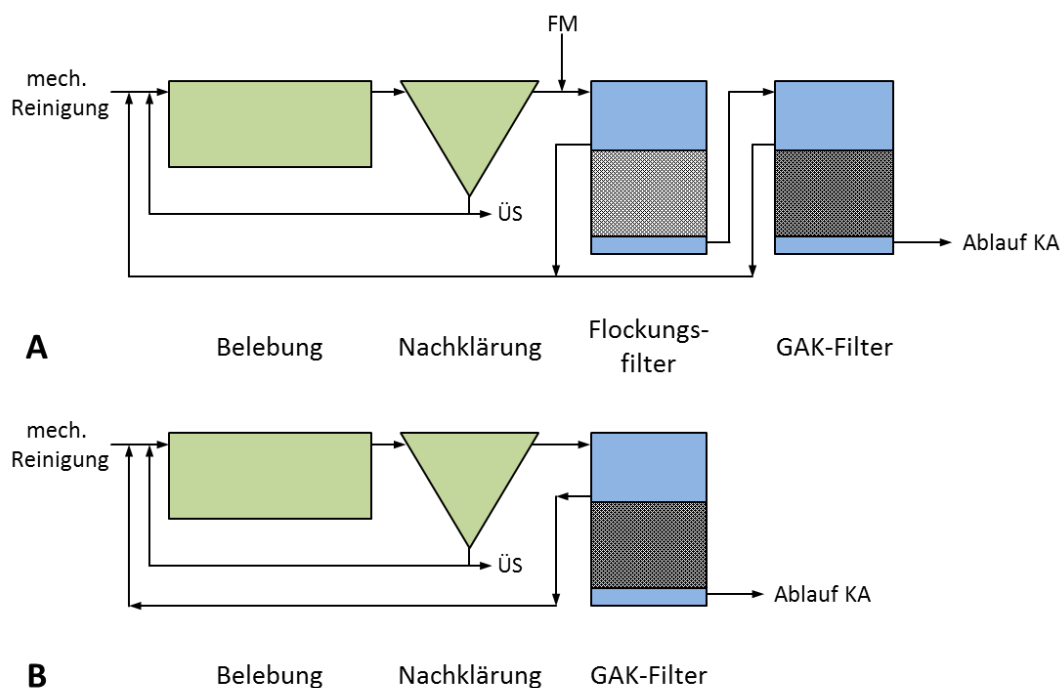 FM
mech.
Reinigung
ÜS
Ablauf KA
A
Belebung
Nachklärung
Flockungs-
filter
GAK-Filter
mech.
Reinigung
ÜS
Ablauf KA
B
Belebung
Nachklärung
GAK-Filter